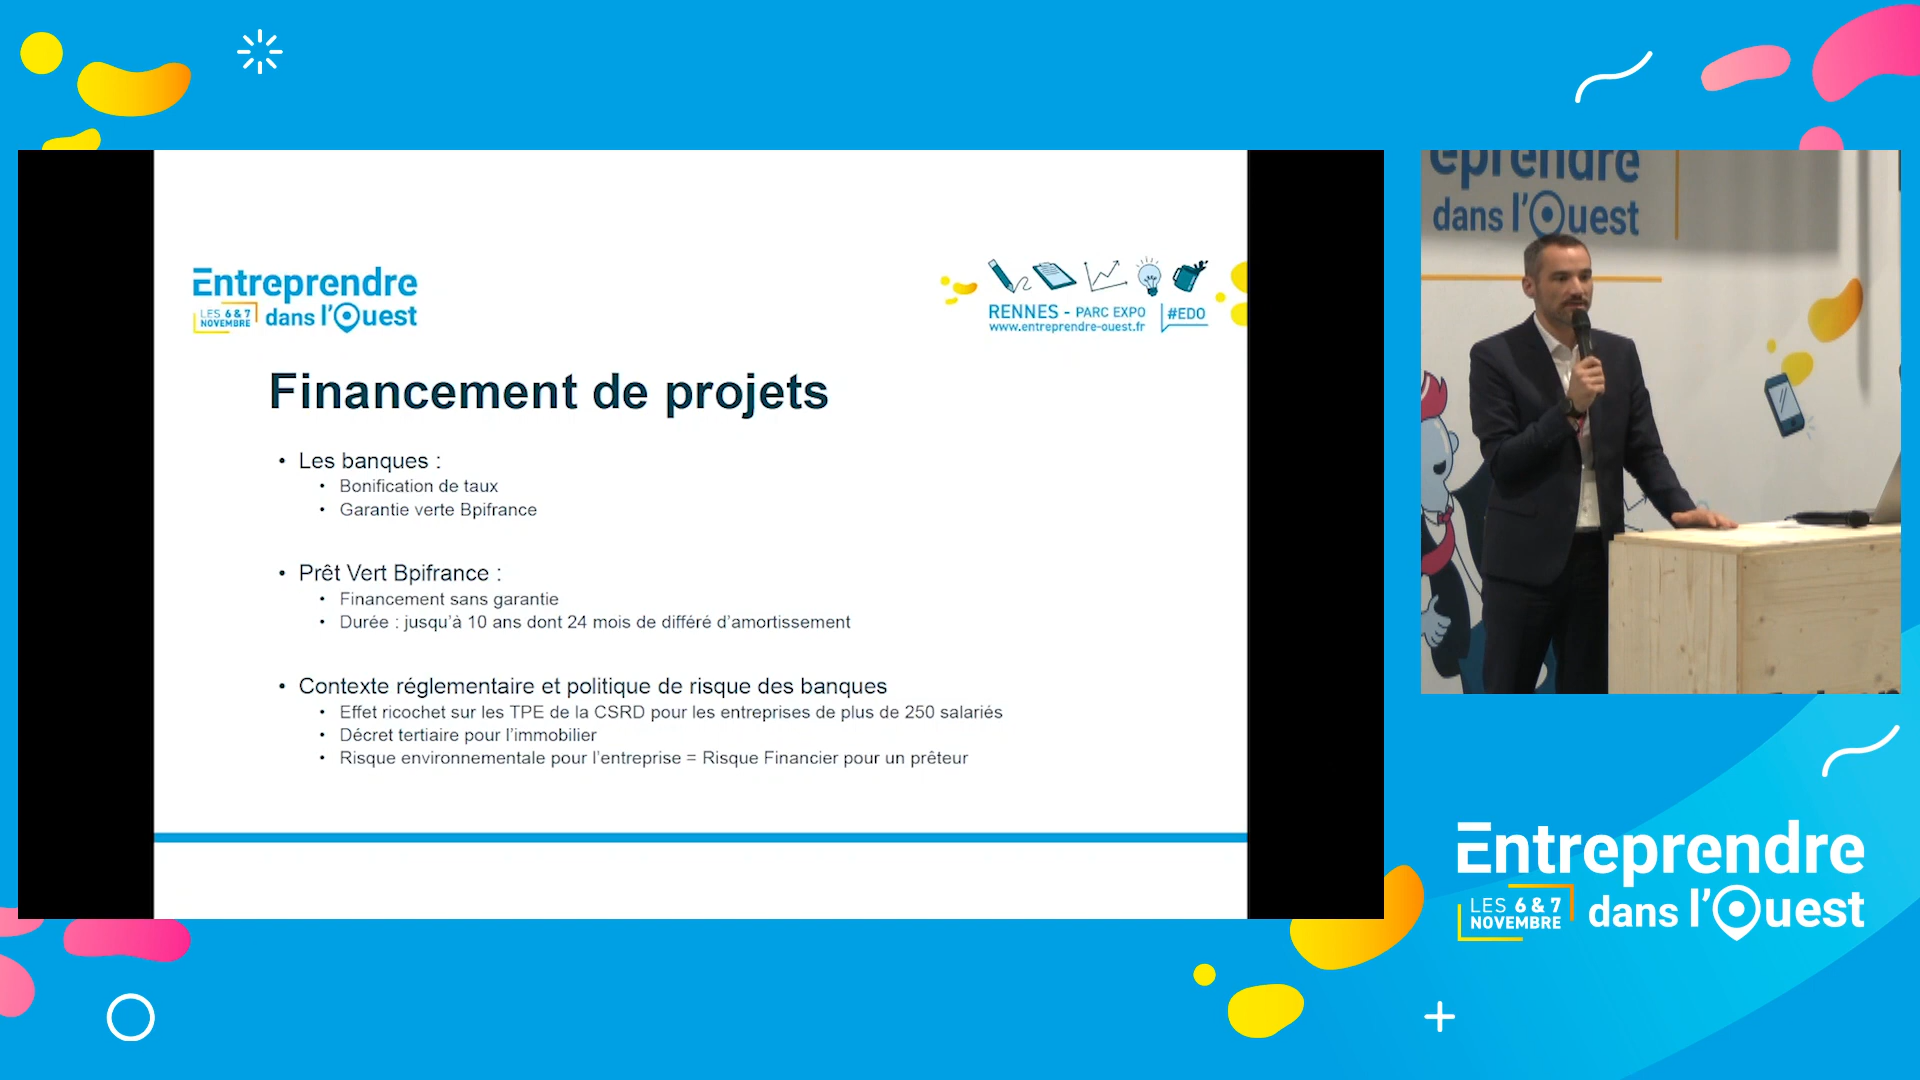 Entreprendre
LES 6 & 7
NOVEMBRE
dans l'Ouest
RENNES - PARC EXPO
www.entreprendre-ouest.fr
#EDO
Financement de projets
• Les banques :
• Bonification de taux
• Garantie verte Bpifrance
• Prêt Vert Bpifrance :
• Financement sans garantie
• Durée : jusqu'à 10 ans dont 24 mois de différé d'amortissement
• Contexte réglementaire et politique de risque des banques
• Effet ricochet sur les TPE de la CSRD pour les entreprises de plus de 250 salariés
• Décret tertiaire pour l'immobilier
• Risque environnementale pour l'entreprise = Risque Financier pour un prêteur
eprendre
dans l'Ouest
Entreprendre
LES 6 & 7
NOVEMBRE
dans l'Ouest